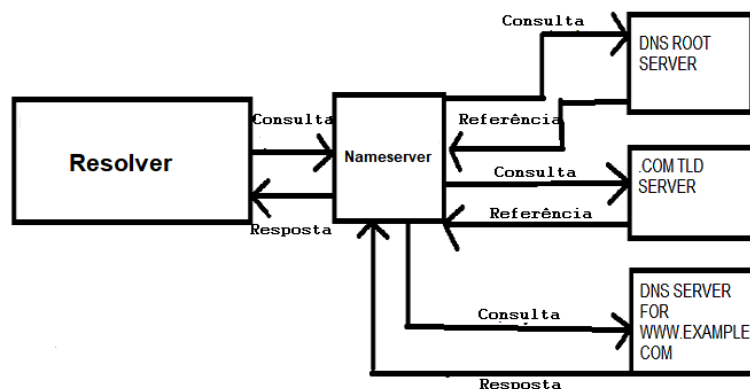 Consulta
DNS ROOT
SERVER
Resolver
Consulta
Nameserver
Referência
.COM TLD
SERVER
Consulta
Referência
Resposta
DNS SERVER
FOR
WWW.EXAMPLE
COM
Consulta
Resposta